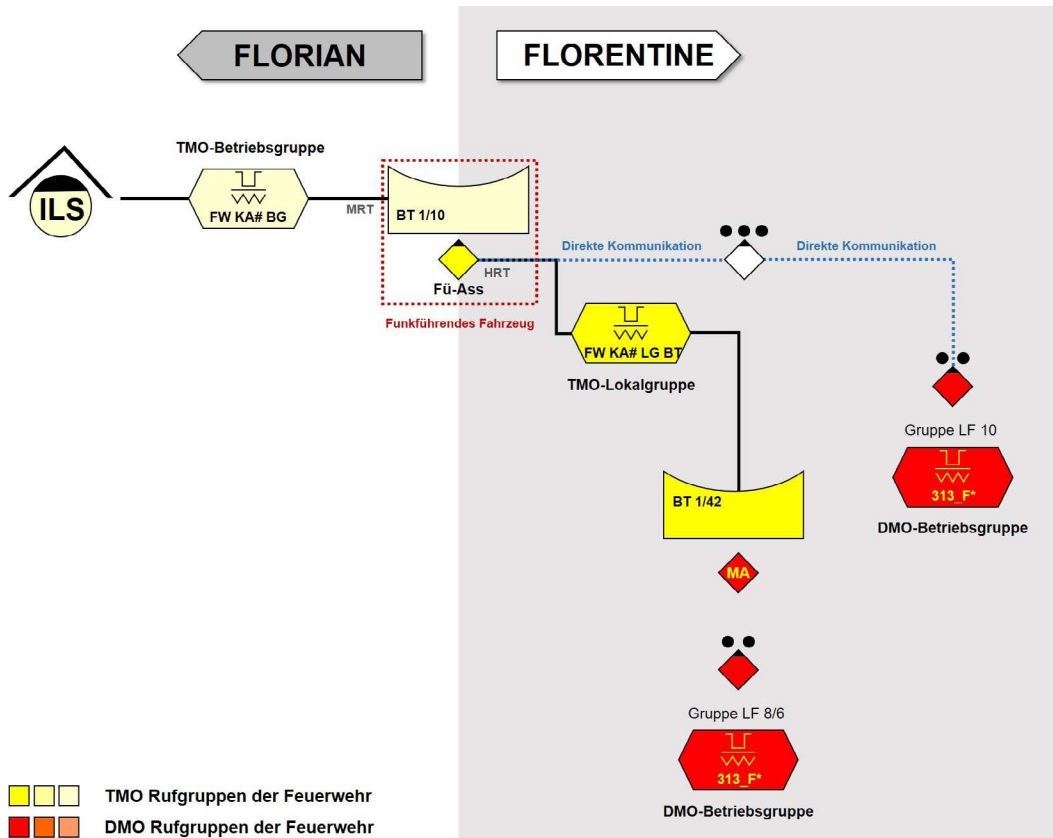 FLORIAN
FLORENTINE
TMO-Betriebsgruppe
ILS
FW KA# BG
MRT
BT 1/10
Direkte Kommunikation
Direkte Kommunikation
HRT
Fü-Ass
Funkführendes Fahrzeug
FW KA# LG BT
TMO-Lokalgruppe
Gruppe LF 10
313_F*
DMO-Betriebsgruppe
BT 1/42
MA
Gruppe LF 8/6
313_F*
DMO-Betriebsgruppe
TMO Rufgruppen der Feuerwehr
DMO Rufgruppen der Feuerwehr